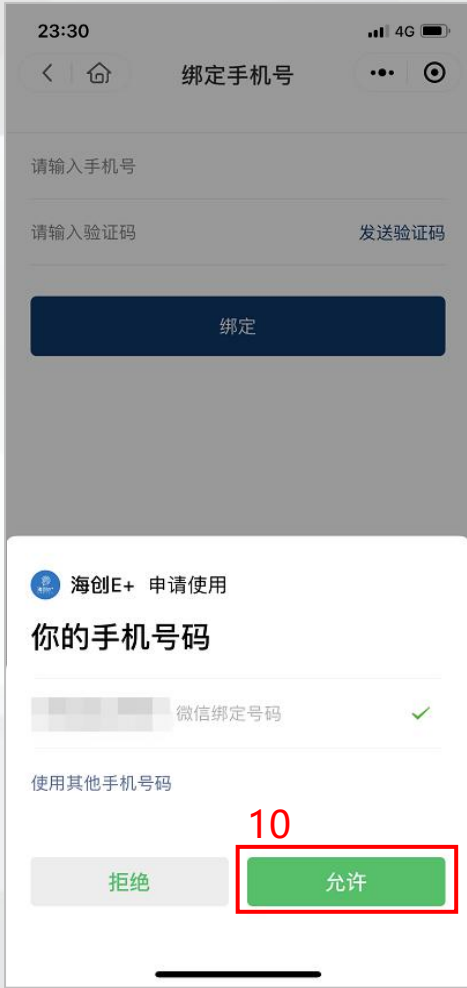 23:30
4G
绑定手机号
请输入手机号
请输入验证码 发送验证码
绑定
海创E+ 申请使用
你的手机号码
微信绑定号码
使用其他手机号码
10
拒绝 允许